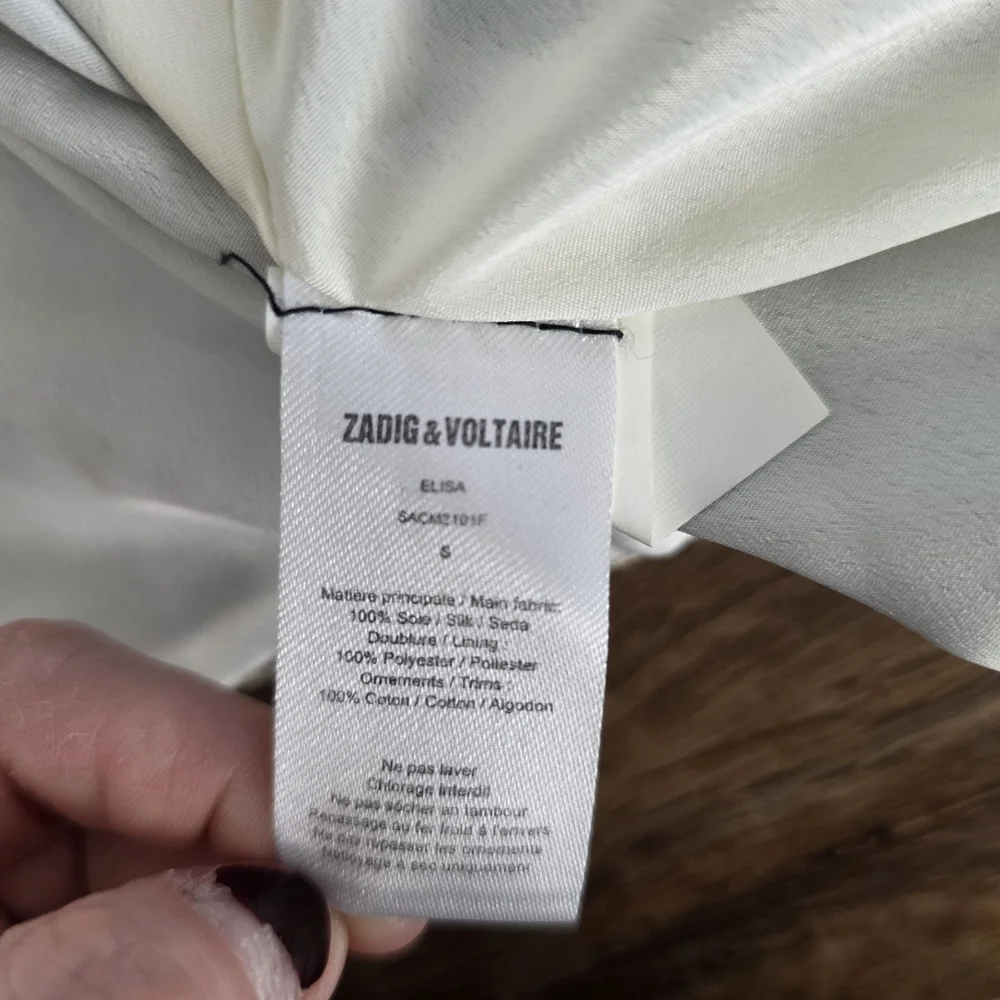 ZADIG & VOLTAIRE
ELISA
SACM2101F
S
Matière principale / Main fabric:
100% Soie / Silk / Seda
Doublure / Lining :
100% Polyester / Poliester
Ornements / Trims :
100% Coton / Cotton / Algodon
Ne pas laver
Chlorage interdit
Ne pas sécher en tambour
Repassage au fer froid à l'envers
Ne pas repasser les ornements
Nettoyage à sec uniquement